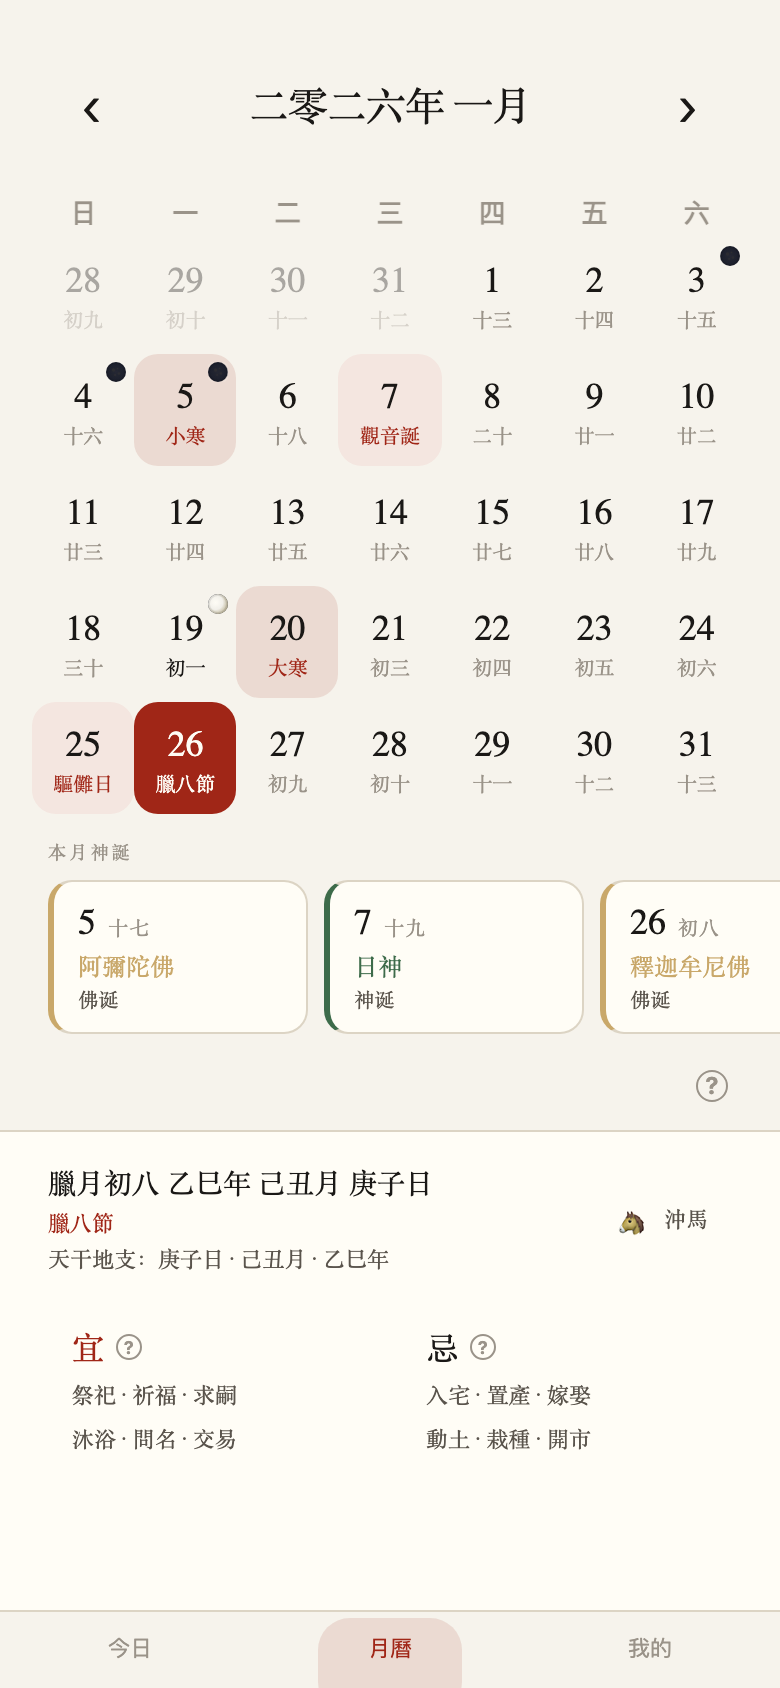 ‹ 二零二六年 一月 ›
日 一 二 三 四 五 六
28 29 30 31 1 2 3
初九 初十 十一 十二 十三 十四 十五
4 5 6 7 8 9 10
十六 小寒 十八 觀音誕 二十 廿一 廿二
11 12 13 14 15 16 17
廿三 廿四 廿五 廿六 廿七 廿八 廿九
18 19 20 21 22 23 24
三十 初一 大寒 初三 初四 初五 初六
25 26 27 28 29 30 31
驅儺日 臘八節 初九 初十 十一 十二 十三
本月神誕
5 十七
阿彌陀佛
佛诞
7 十九
日神
神诞
26 初八
釋迦牟尼佛
佛诞
?
臘月初八 乙巳年 己丑月 庚子日
臘八節
沖馬
天干地支：庚子日 · 己丑月 · 乙巳年
宜 ?
祭祀 · 祈福 · 求嗣
沐浴 · 問名 · 交易
忌 ?
入宅 · 置產 · 嫁娶
動土 · 栽種 · 開市
今日 月曆 我的